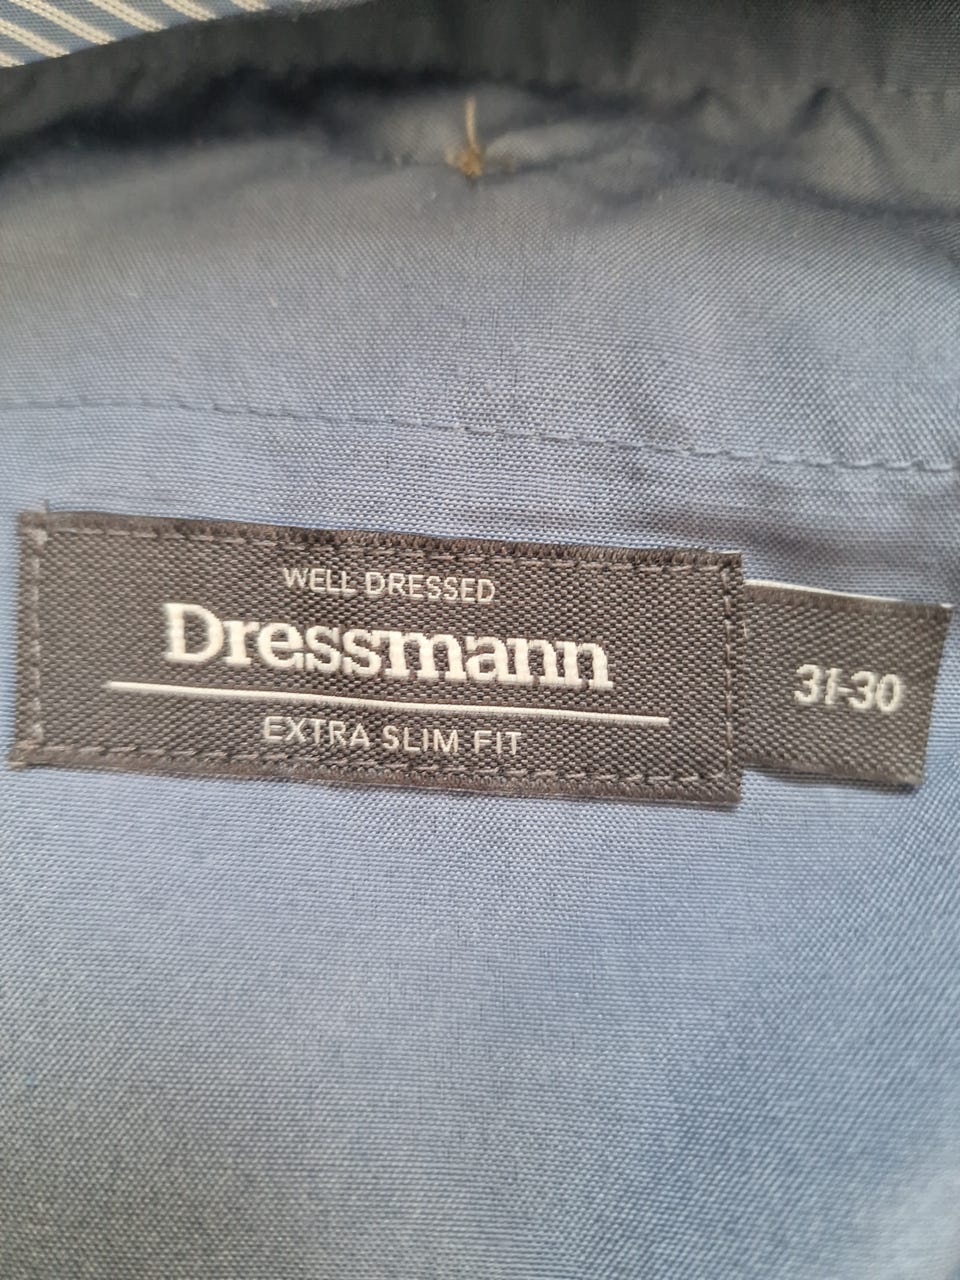 WELL DRESSED
Dressmann
EXTRA SLIM FIT
31-30